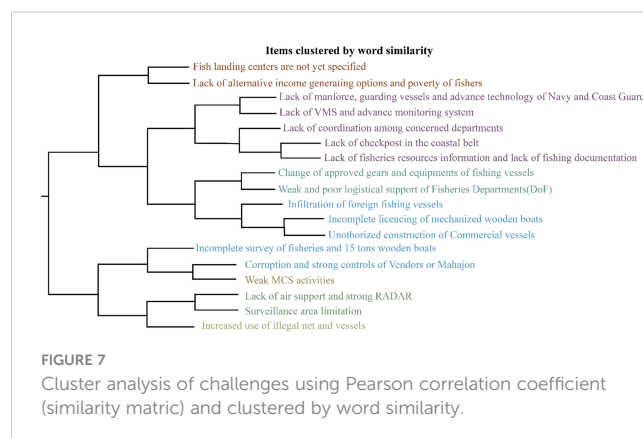 Items clustered by word similarity
Fish landing centers are not yet specified
Lack of alternative income generating options and poverty of fishers
Lack of manforce, guarding vessels and advance technology of Navy and Coast Guard
Lack of VMS and advance monitoring system
Lack of coordination among concerned departments
Lack of checkpost in the coastal belt
Lack of fisheries resources information and lack of fishing documentation
Change of approved gears and equipments of fishing vessels
Weak and poor logistical support of Fisheries Departments(DoF)
Infiltration of foreign fishing vessels
Incomplete licencing of mechanized wooden boats
Unothorized construction of Commercial vessels
Incomplete survey of fisheries and 15 tons wooden boats
Corruption and strong controls of Vendors or Mahajon
Weak MCS activities
Lack of air support and strong RADAR
Surveillance area limitation
Increased use of illegal net and vessels
FIGURE 7
Cluster analysis of challenges using Pearson correlation coefficient
(similarity matric) and clustered by word similarity.